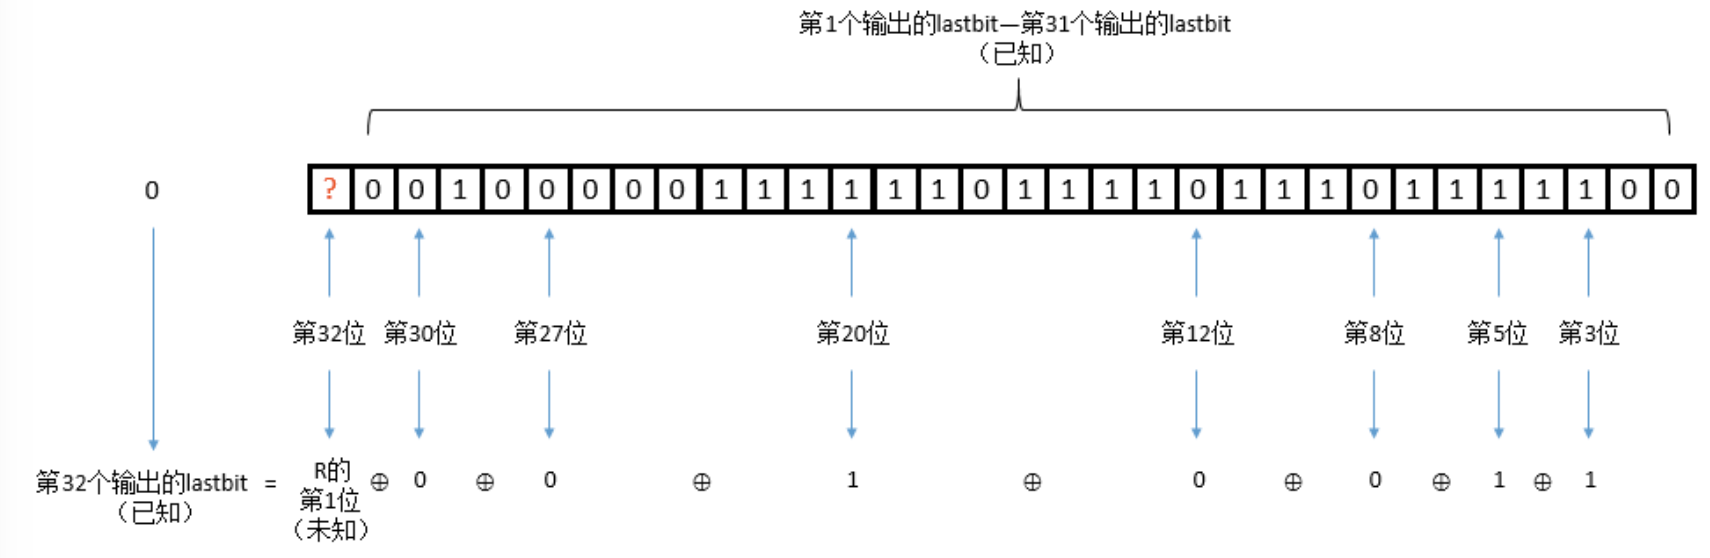 第1个输出的lastbit—第31个输出的lastbit
（已知）
0 ? 0 0 1 0 0 0 0 0 1 1 1 1 1 1 0 1 1 1 1 0 1 1 1 0 1 1 1 1 1 0 0
第32位 第30位 第27位 第20位 第12位 第8位 第5位 第3位
第32个输出的lastbit = R的 ⊕ 0 ⊕ 0 ⊕ 1 ⊕ 0 ⊕ 0 ⊕ 1 ⊕ 1
（已知） 第1位
（未知）